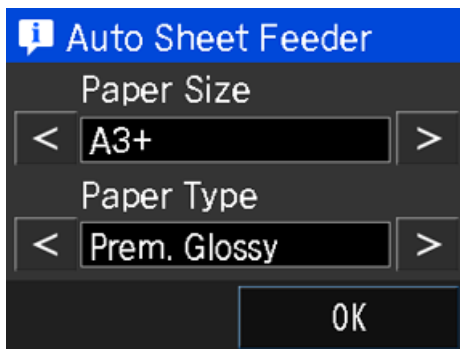 Auto Sheet Feeder
Paper Size
< A3+ >
Paper Type
< Prem. Glossy >
OK